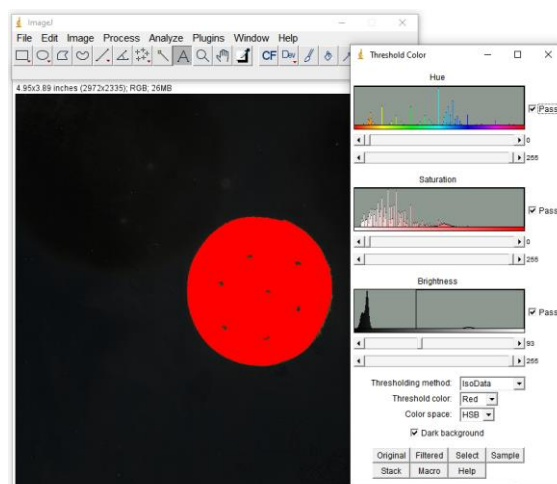 ImageJ
File Edit Image Process Analyze Plugins Window Help
A CF Dev
4.95x3.89 inches (2972x2335); RGB; 26MB
Threshold Color
Hue
Pass
0
255
Saturation
Pass
0
255
Brightness
Pass
93
255
Thresholding method: IsoData
Threshold color: Red
Color space: HSB
Dark background
Original Filtered Select Sample
Stack Macro Help